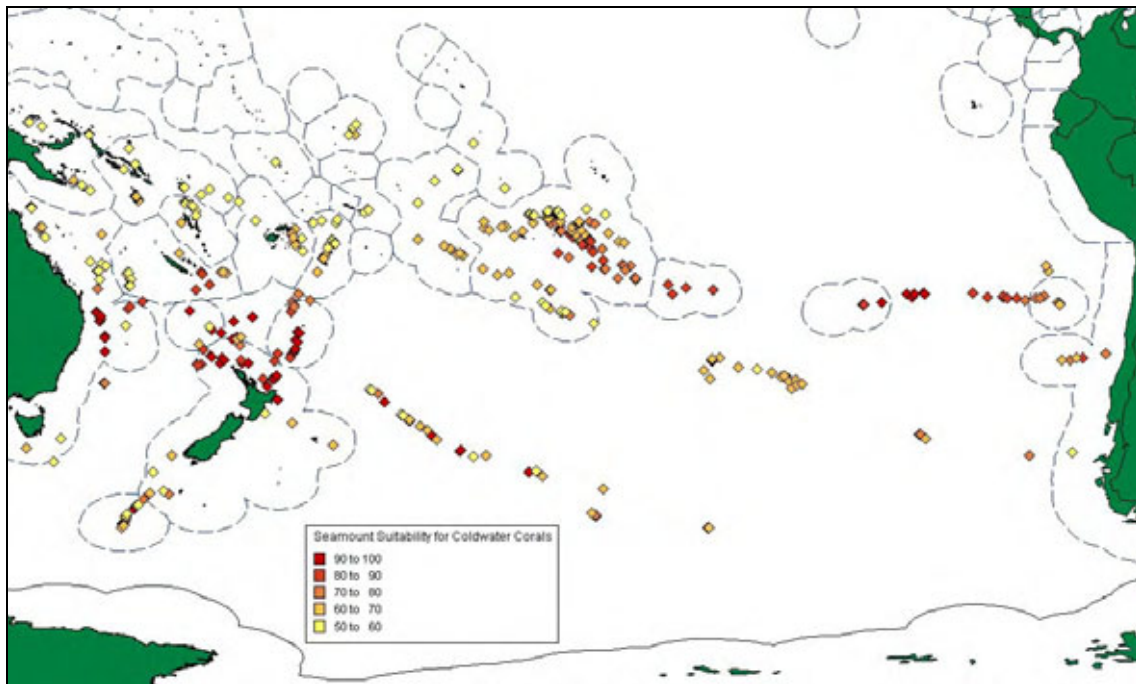 Seamount Suitability for Coldwater Corals
90 to 100
80 to 90
70 to 80
60 to 70
50 to 60